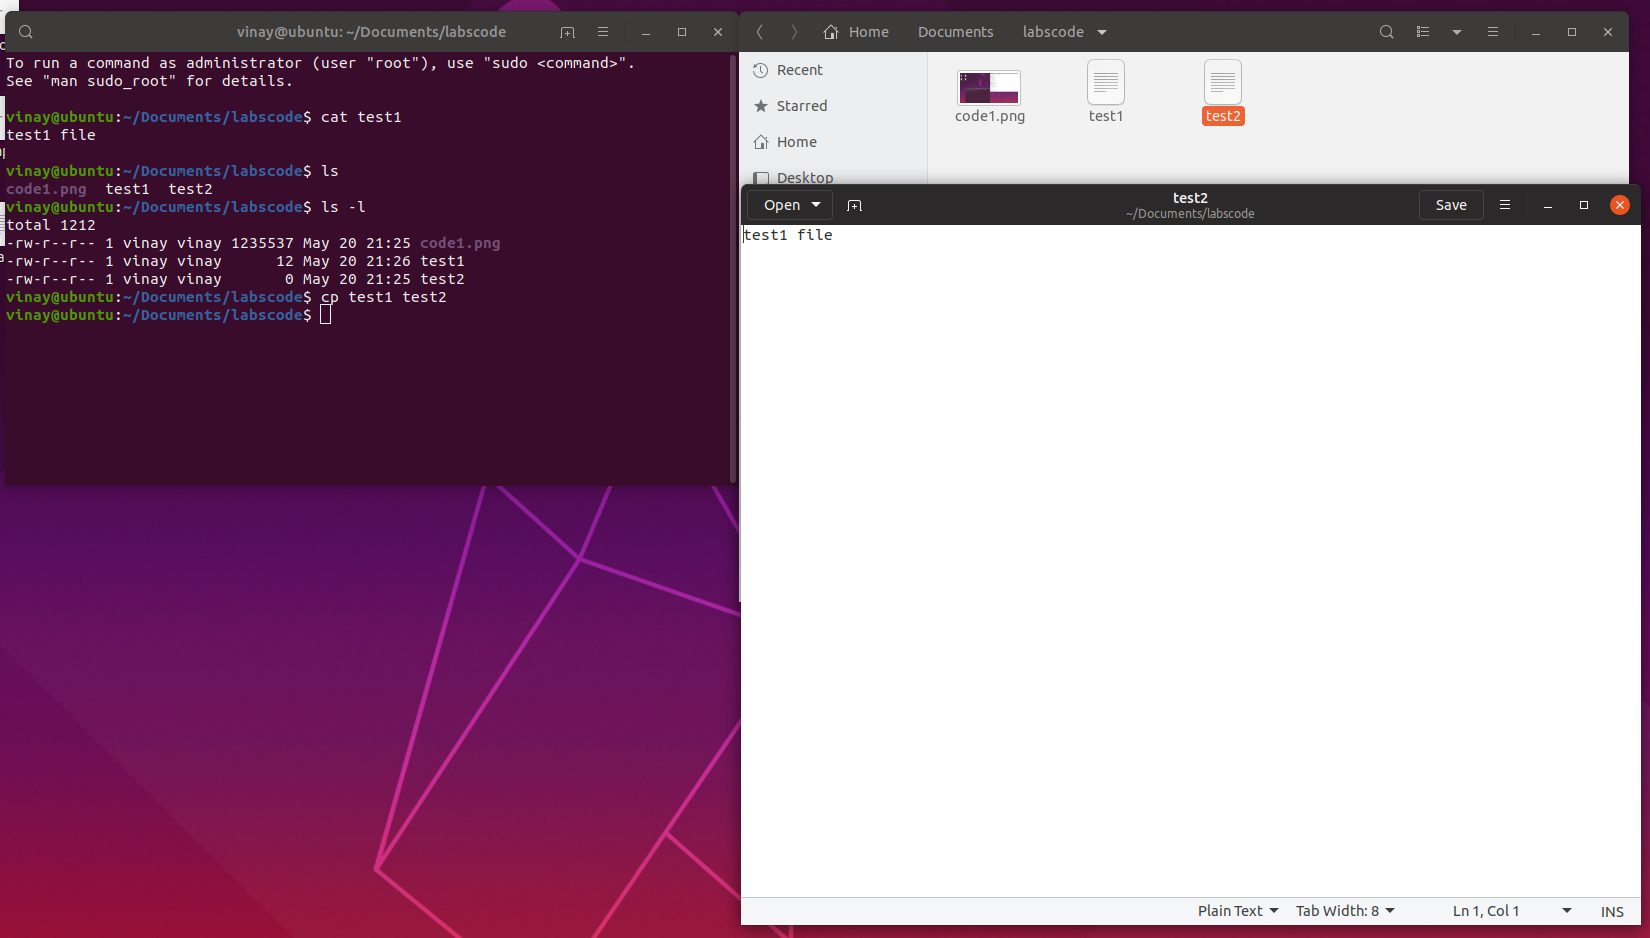 vinay@ubuntu: ~/Documents/labscode
To run a command as administrator (user "root"), use "sudo <command>".
See "man sudo_root" for details.
vinay@ubuntu:~/Documents/labscode$ cat test1
test1 file
vinay@ubuntu:~/Documents/labscode$ ls
code1.png  test1  test2
vinay@ubuntu:~/Documents/labscode$ ls -l
total 1212
-rw-r--r-- 1 vinay vinay 1235537 May 20 21:25 code1.png
-rw-r--r-- 1 vinay vinay      12 May 20 21:26 test1
-rw-r--r-- 1 vinay vinay       0 May 20 21:25 test2
vinay@ubuntu:~/Documents/labscode$ cp test1 test2
vinay@ubuntu:~/Documents/labscode$
Home Documents labscode
Recent
Starred
Home
Desktop
code1.png test1 test2
Open test2 Save
~/Documents/labscode
test1 file
Plain Text Tab Width: 8 Ln 1, Col 1 INS